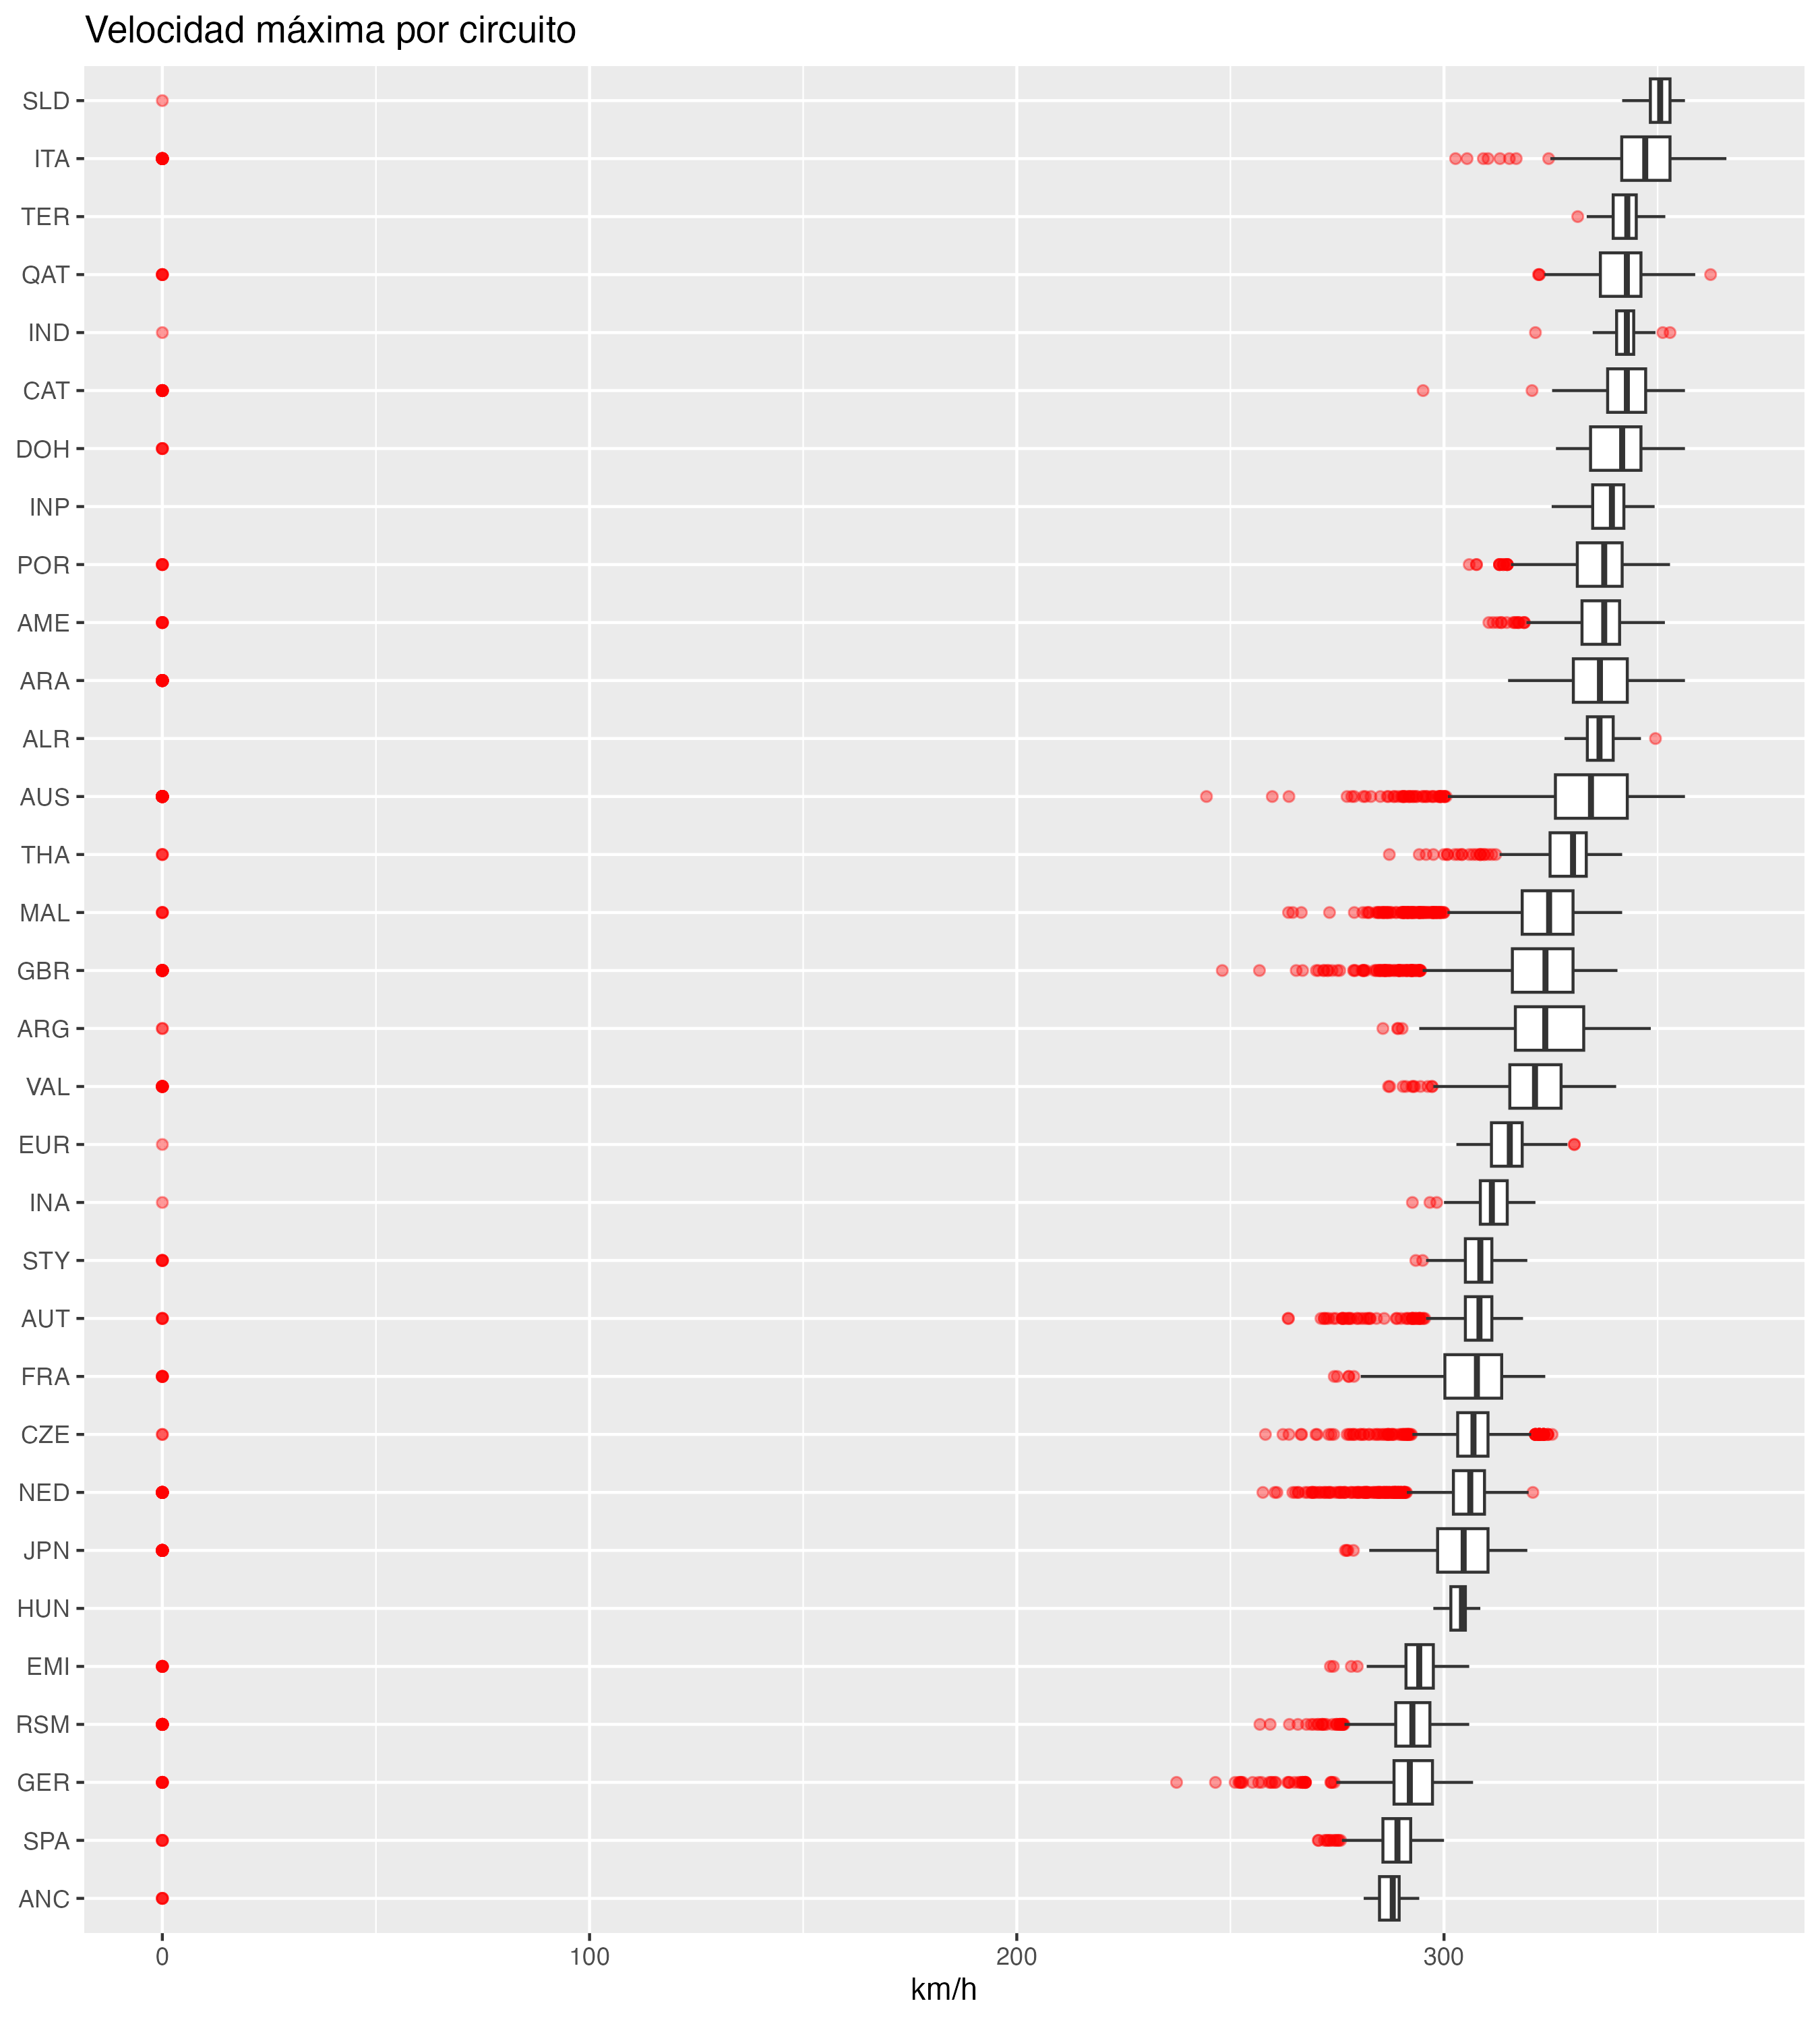 Velocidad máxima por circuito
SLD
ITA
TER
QAT
IND
CAT
DOH
INP
POR
AME
ARA
ALR
AUS
THA
MAL
GBR
ARG
VAL
EUR
INA
STY
AUT
FRA
CZE
NED
JPN
HUN
EMI
RSM
GER
SPA
ANC
0 100 200 300
km/h